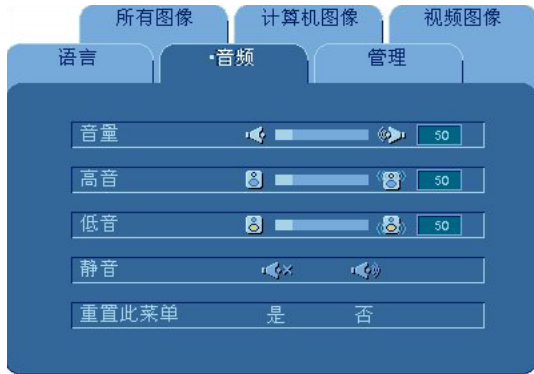 所有图像 计算机图像 视频图像
语言 ·音频 管理
音量 50
高音 50
低音 50
静音
重置此菜单 是 否